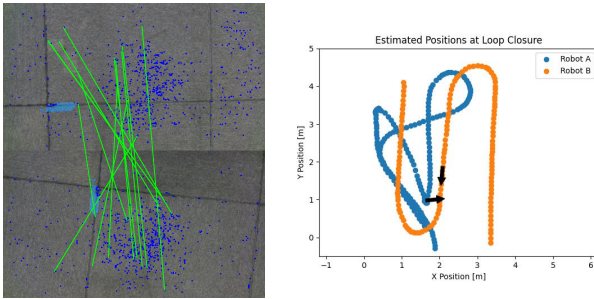 Estimated Positions at Loop Closure
Robot A
Robot B
5
4
3
2
1
0
Y Position [m]
−1
0
1
2
3
4
5
6
X Position [m]